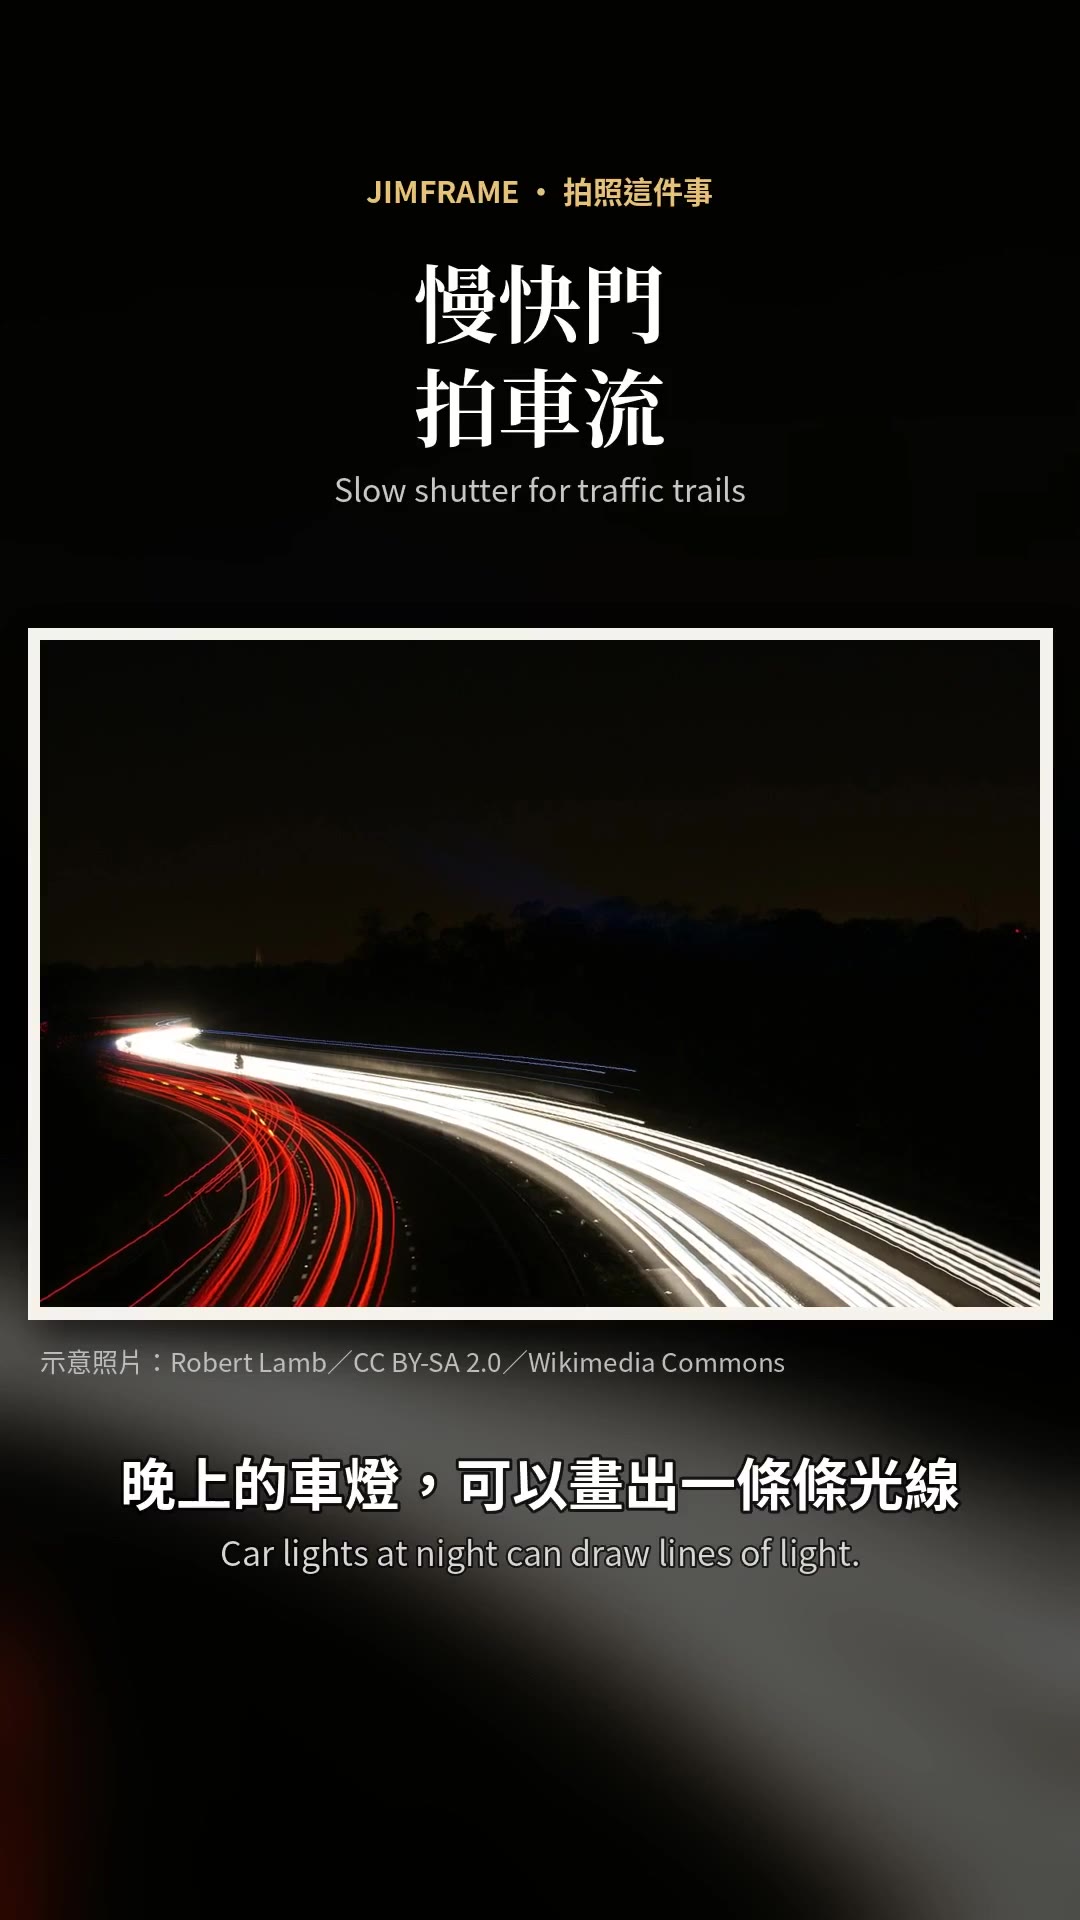 JIMFRAME · 拍照這件事
慢快門
拍車流
Slow shutter for traffic trails
示意照片：Robert Lamb／CC BY-SA 2.0／Wikimedia Commons
晚上的車燈，可以畫出一條條光線
Car lights at night can draw lines of light.